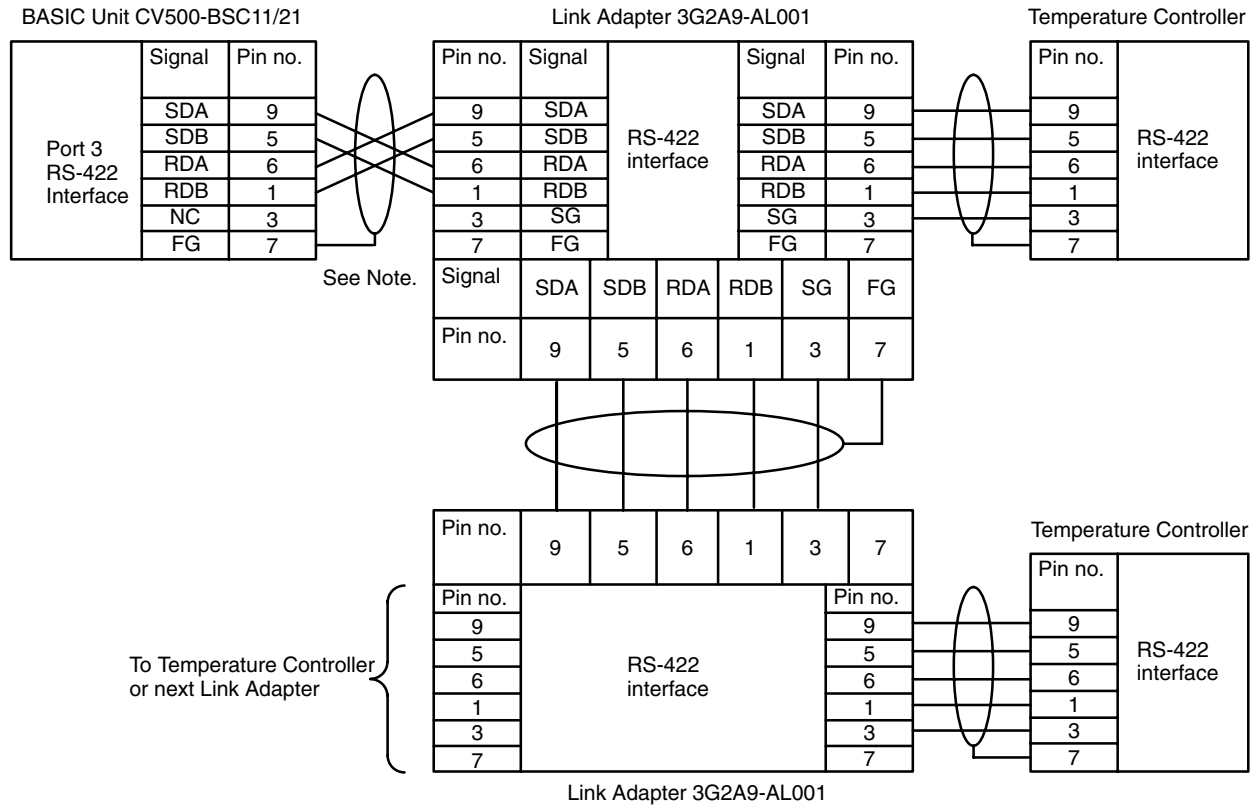 BASIC Unit CV500-BSC11/21
Link Adapter 3G2A9-AL001
Temperature Controller
Signal Pin no.
Port 3
RS-422
Interface
SDA 9
SDB 5
RDA 6
RDB 1
NC 3
FG 7
See Note.
Pin no. Signal
9 SDA
5 SDB
6 RDA
1 RDB
3 SG
7 FG
RS-422
interface
Signal Pin no.
SDA 9
SDB 5
RDA 6
RDB 1
SG 3
FG 7
Pin no.
9
5
6
1
3
7
RS-422
interface
Signal SDA SDB RDA RDB SG FG
Pin no. 9 5 6 1 3 7
Pin no. 9 5 6 1 3 7
To Temperature Controller
or next Link Adapter
Pin no.
9
5
6
1
3
7
RS-422
interface
Pin no.
9
5
6
1
3
7
Link Adapter 3G2A9-AL001
Temperature Controller
Pin no.
9
5
6
1
3
7
RS-422
interface